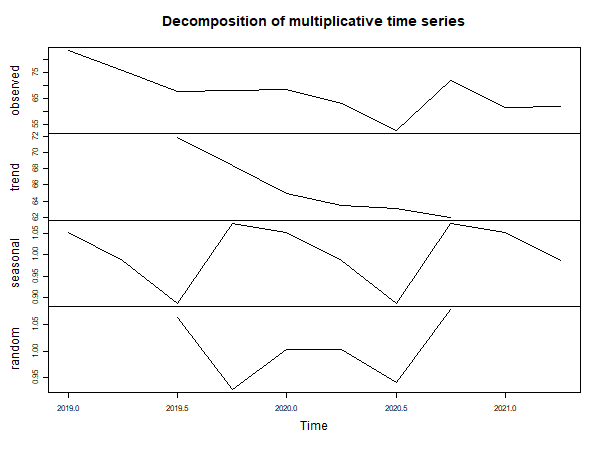 Decomposition of multiplicative time series
observed
55 65 75
trend
62 64 66 68 70 72
seasonal
0.90 0.95 1.00 1.05
random
0.95 1.00 1.05
2019.0 2019.5 2020.0 2020.5 2021.0
Time